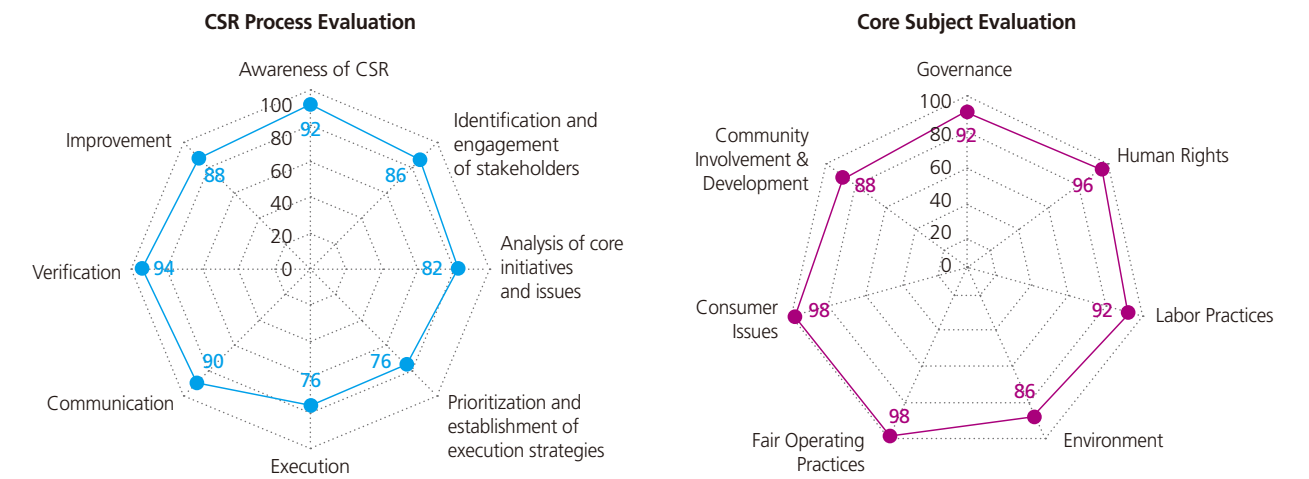 CSR Process Evaluation
Awareness of CSR
Identification and
engagement
of stakeholders
Analysis of core
initiatives
and issues
Prioritization and
establishment of
execution strategies
Execution
Communication
Verification
Improvement
100
80
60
40
20
0
92
86
82
76
76
90
94
88
Core Subject Evaluation
Governance
Human Rights
Labor Practices
Environment
Fair Operating
Practices
Consumer
Issues
Community
Involvement &
Development
100
80
60
40
20
0
92
96
92
86
98
98
88